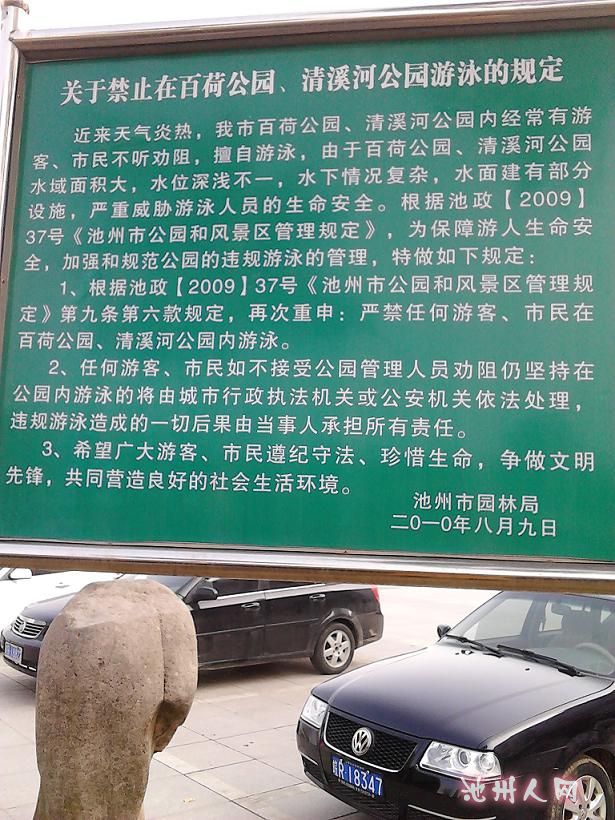 关于禁止在百荷公园、清溪河公园游泳的规定
近来天气炎热，我市百荷公园、清溪河公园内经常有游
客、市民不听劝阻，擅自游泳，由于百荷公园、清溪河公园
水域面积大，水位深浅不一，水下情况复杂，水面建有部分
设施，严重威胁游泳人员的生命安全。根据池政【2009】
37号《池州市公园和风景区管理规定》，为保障游人生命安
全，加强和规范公园的违规游泳的管理，特做如下规定：
1、根据池政【2009】37号《池州市公园和风景区管理规
定》第九条第六款规定，再次重申：严禁任何游客、市民在
百荷公园、清溪河公园内游泳。
2、任何游客、市民如不接受公园管理人员劝阻仍坚持在
公园内游泳的将由城市行政执法机关或公安机关依法处理，
违规游泳造成的一切后果由当事人承担所有责任。
3、希望广大游客、市民遵纪守法、珍惜生命，争做文明
先锋，共同营造良好的社会生活环境。
池州市园林局
二〇一〇年八月九日
皖R·18347
池州人网